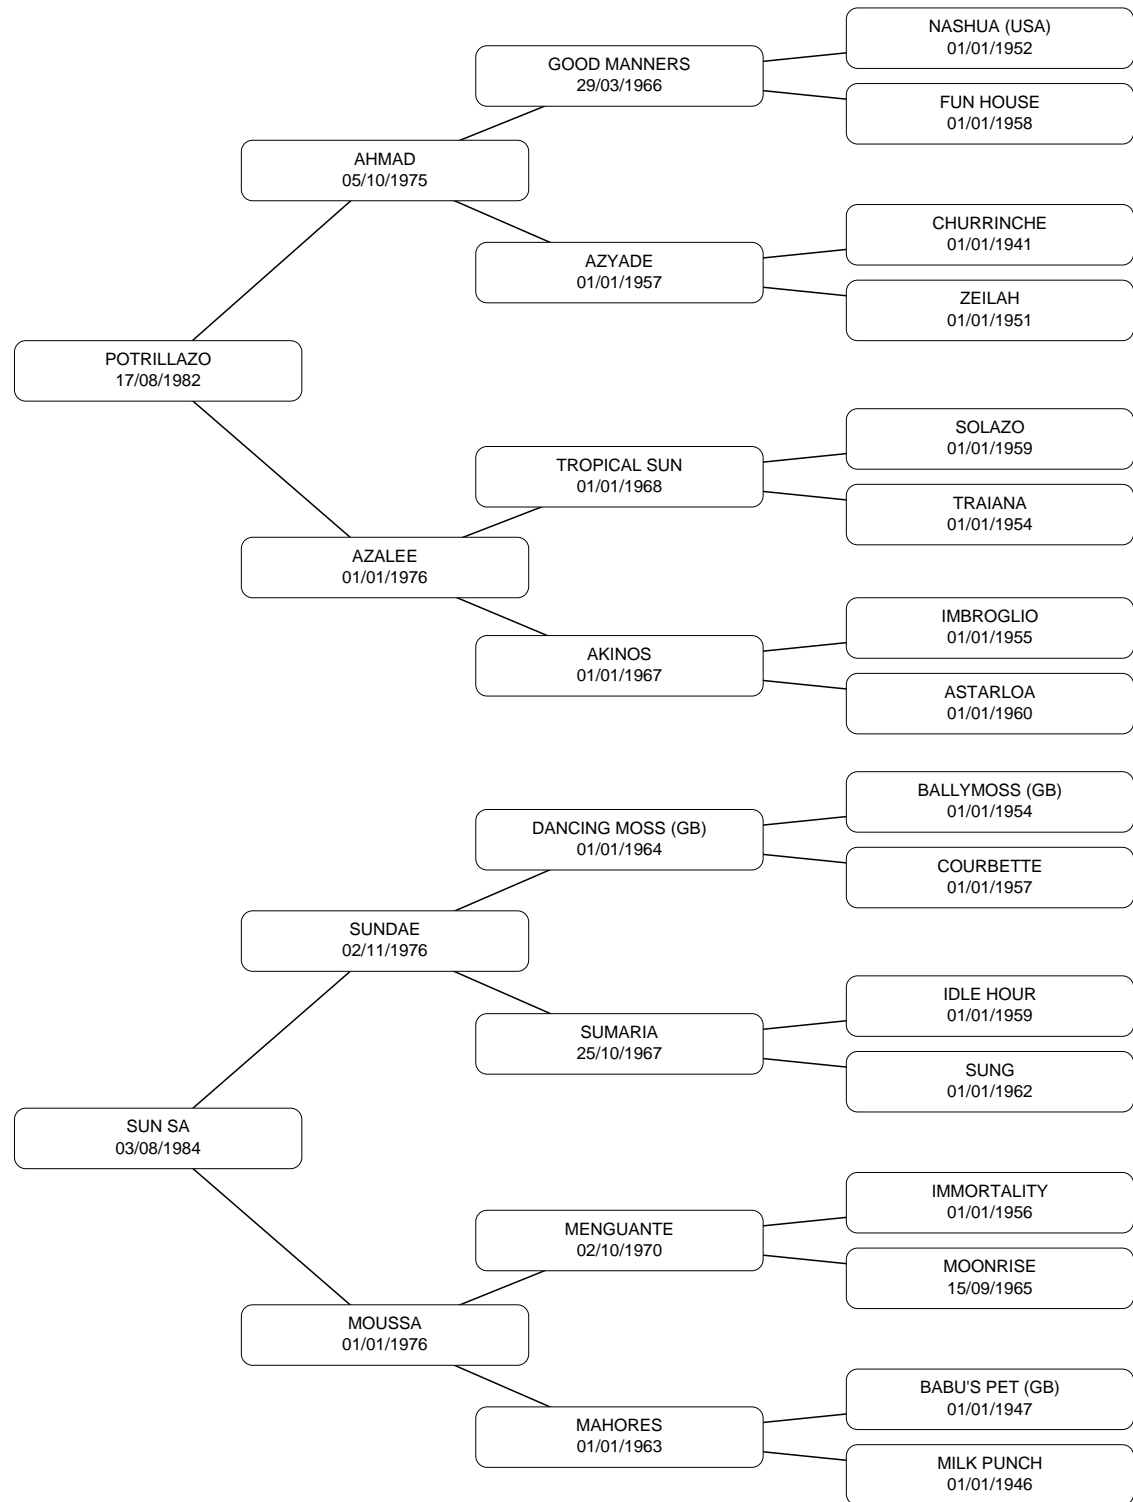 NASHUA (USA)
01/01/1952
GOOD MANNERS
29/03/1966
FUN HOUSE
01/01/1958
AHMAD
05/10/1975
CHURRINCHE
01/01/1941
AZYADE
01/01/1957
ZEILAH
01/01/1951
POTRILLAZO
17/08/1982
SOLAZO
01/01/1959
TROPICAL SUN
01/01/1968
TRAIANA
01/01/1954
AZALEE
01/01/1976
IMBROGLIO
01/01/1955
AKINOS
01/01/1967
ASTARLOA
01/01/1960
BALLYMOSS (GB)
01/01/1954
DANCING MOSS (GB)
01/01/1964
COURBETTE
01/01/1957
SUNDAE
02/11/1976
IDLE HOUR
01/01/1959
SUMARIA
25/10/1967
SUNG
01/01/1962
SUN SA
03/08/1984
IMMORTALITY
01/01/1956
MENGUANTE
02/10/1970
MOONRISE
15/09/1965
MOUSSA
01/01/1976
BABU'S PET (GB)
01/01/1947
MAHORES
01/01/1963
MILK PUNCH
01/01/1946